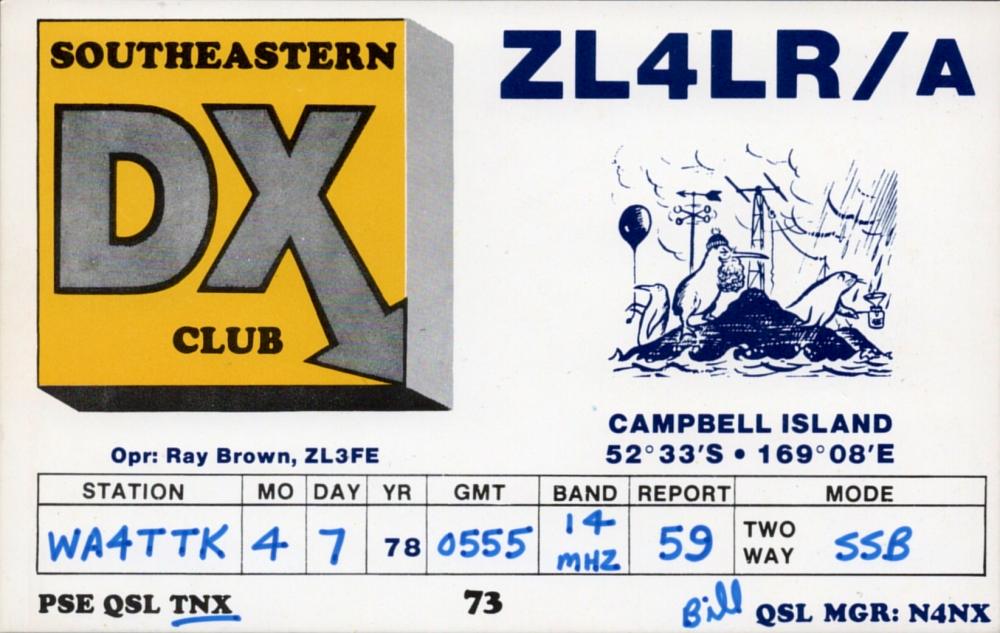 SOUTHEASTERN
DX
CLUB
ZL4LR/A
CAMPBELL ISLAND
52°33'S • 169°08'E
Opr: Ray Brown, ZL3FE
STATION MO DAY YR GMT BAND REPORT MODE
WA4TTK 4 7 78 0555 14 MHZ 59 TWO WAY SSB
PSE QSL TNX 73 Bill QSL MGR: N4NX